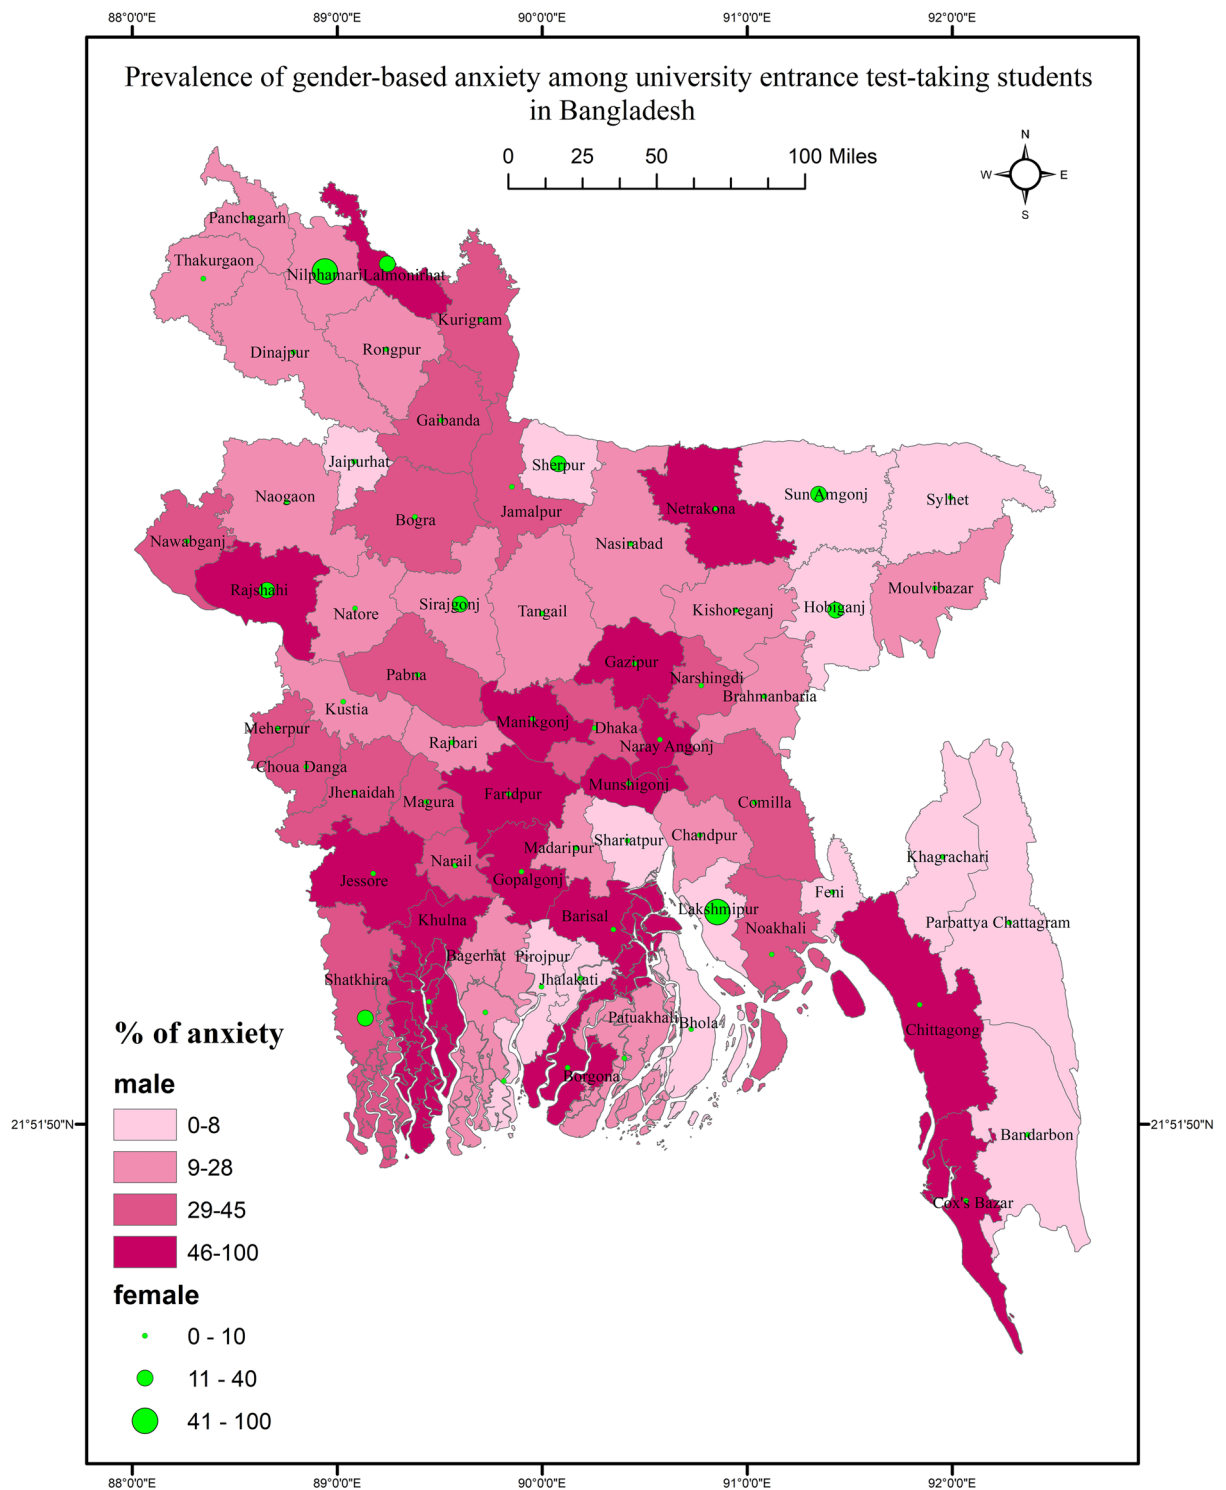 88°0'0"E 89°0'0"E 90°0'0"E 91°0'0"E 92°0'0"E
Prevalence of gender-based anxiety among university entrance test-taking students
in Bangladesh
0 25 50 100 Miles
N
W E
S
Panchagarh
Thakurgaon
Nilphamari Lalmonirhat
Kurigram
Dinajpur
Rongpur
Gaibanda
Jaipurhat
Sherpur
Naogaon
Sun Amgonj
Sylhet
Bogra
Jamalpur
Netrakona
Nawabganj
Nasirabad
Rajshahi
Moulvibazar
Natore
Sirajgonj
Tangail
Kishoreganj
Hobiganj
Gazipur
Pabna
Narshingdi
Brahmanbaria
Kustia
Meherpur
Manikgonj
Dhaka
Rajbari
Naray Angonj
Choua Danga
Jhenaidah
Magura
Faridpur
Munshigonj
Comilla
Shariatpur
Chandpur
Madaripur
Narail
Khagrachari
Jessore
Gopalgonj
Feni
Khulna
Barisal
Lakshmipur
Noakhali
Parbattya Chattagram
Bagerhat
Pirojpur
Shatkhira
Jhalakati
Patuakhali
Bhola
Chittagong
Borgona
Bandarbon
Cox's Bazar
% of anxiety
male
0-8
9-28
29-45
46-100
female
0 - 10
11 - 40
41 - 100
21°51'50"N 21°51'50"N
88°0'0"E 89°0'0"E 90°0'0"E 91°0'0"E 92°0'0"E